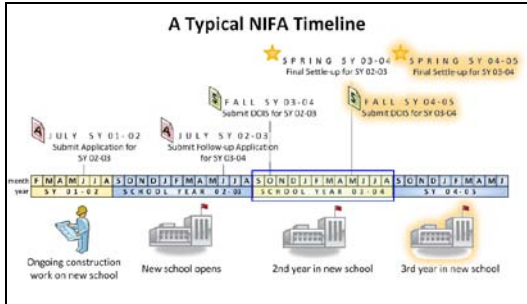 A Typical NIFA Timeline
SPRING SY 03-04
Final Settle-up for SY 02-03
SPRING SY 04-05
Final Settle-up for SY 03-04
$
FALL SY 03-04
Submit DCIS for SY 02-03
$
FALL SY 04-05
Submit DCIS for SY 03-04
A
JULY SY 01-02
Submit Application for
SY 02-03
A
JULY SY 02-03
Submit Follow-up Application
for SY 03-04
month
F M A M J J A S O N D J F M A M J J A S O N D J F M A M J J A S O N D J F M A M J
year
SY 01-02
SCHOOL YEAR 02-03
SCHOOL YEAR 03-04
SY 04-05
Ongoing construction
work on new school
New school opens
2nd year in new school
3rd year in new school